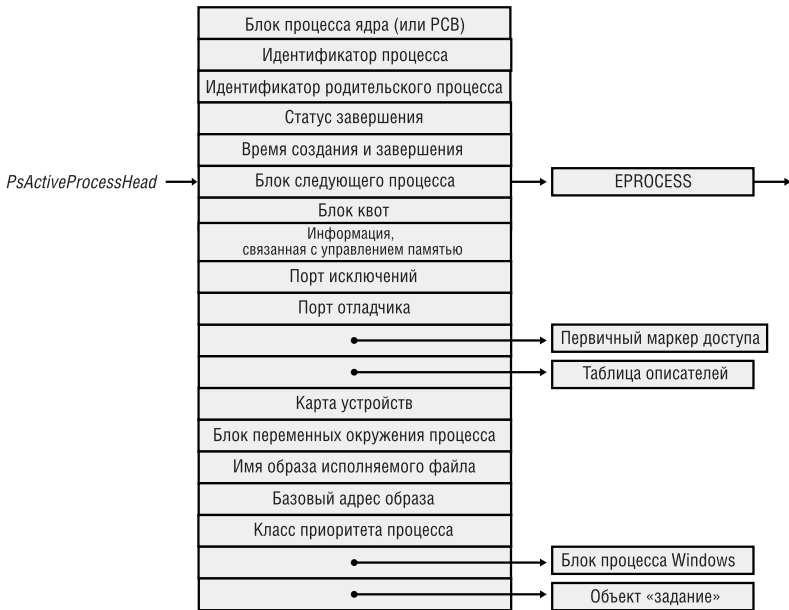 Блок процесса ядра (или PCB)
Идентификатор процесса
Идентификатор родительского процесса
Статус завершения
Время создания и завершения
PsActiveProcessHead
Блок следующего процесса
EPROCESS
Блок квот
Информация,
связанная с управлением памятью
Порт исключений
Порт отладчика
Первичный маркер доступа
Таблица описателей
Карта устройств
Блок переменных окружения процесса
Имя образа исполняемого файла
Базовый адрес образа
Класс приоритета процесса
Блок процесса Windows
Объект «задание»